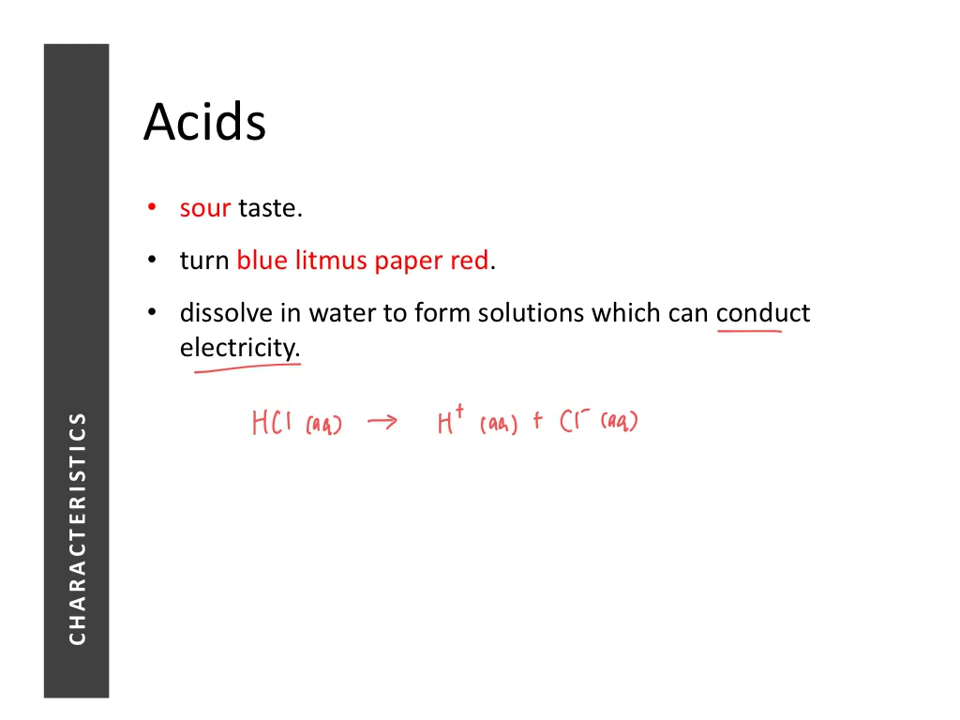 Acids
• sour taste.
• turn blue litmus paper red.
• dissolve in water to form solutions which can conduct
electricity.
HCl (aq) → H⁺ (aq) + Cl⁻ (aq)
CHARACTERISTICS